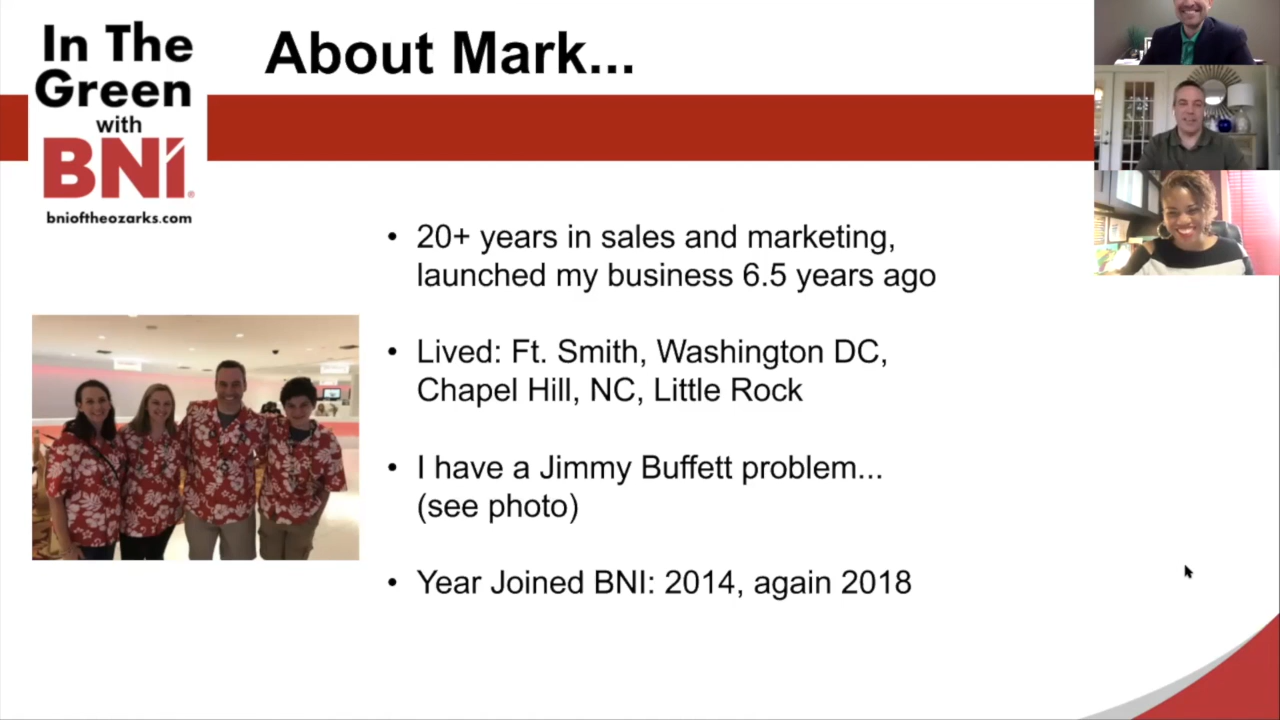 In The
Green
with
BNI®
bnioftheozarks.com
About Mark...
• 20+ years in sales and marketing,
launched my business 6.5 years ago
• Lived: Ft. Smith, Washington DC,
Chapel Hill, NC, Little Rock
• I have a Jimmy Buffett problem...
(see photo)
• Year Joined BNI: 2014, again 2018